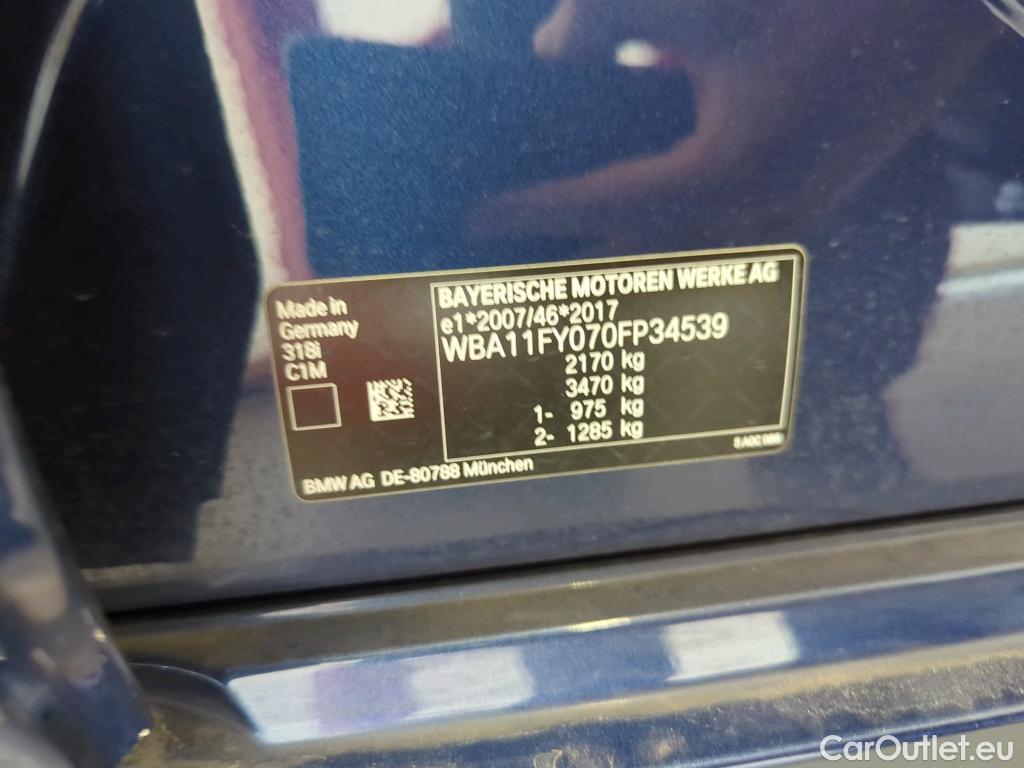 Made in
Germany
318i
C1M
BAYERISCHE MOTOREN WERKE AG
e1*2007/46*2017
WBA11FY070FP34539
2170 kg
3470 kg
1- 975 kg
2- 1285 kg
BMW AG DE-80788 München
CarOutlet.eu